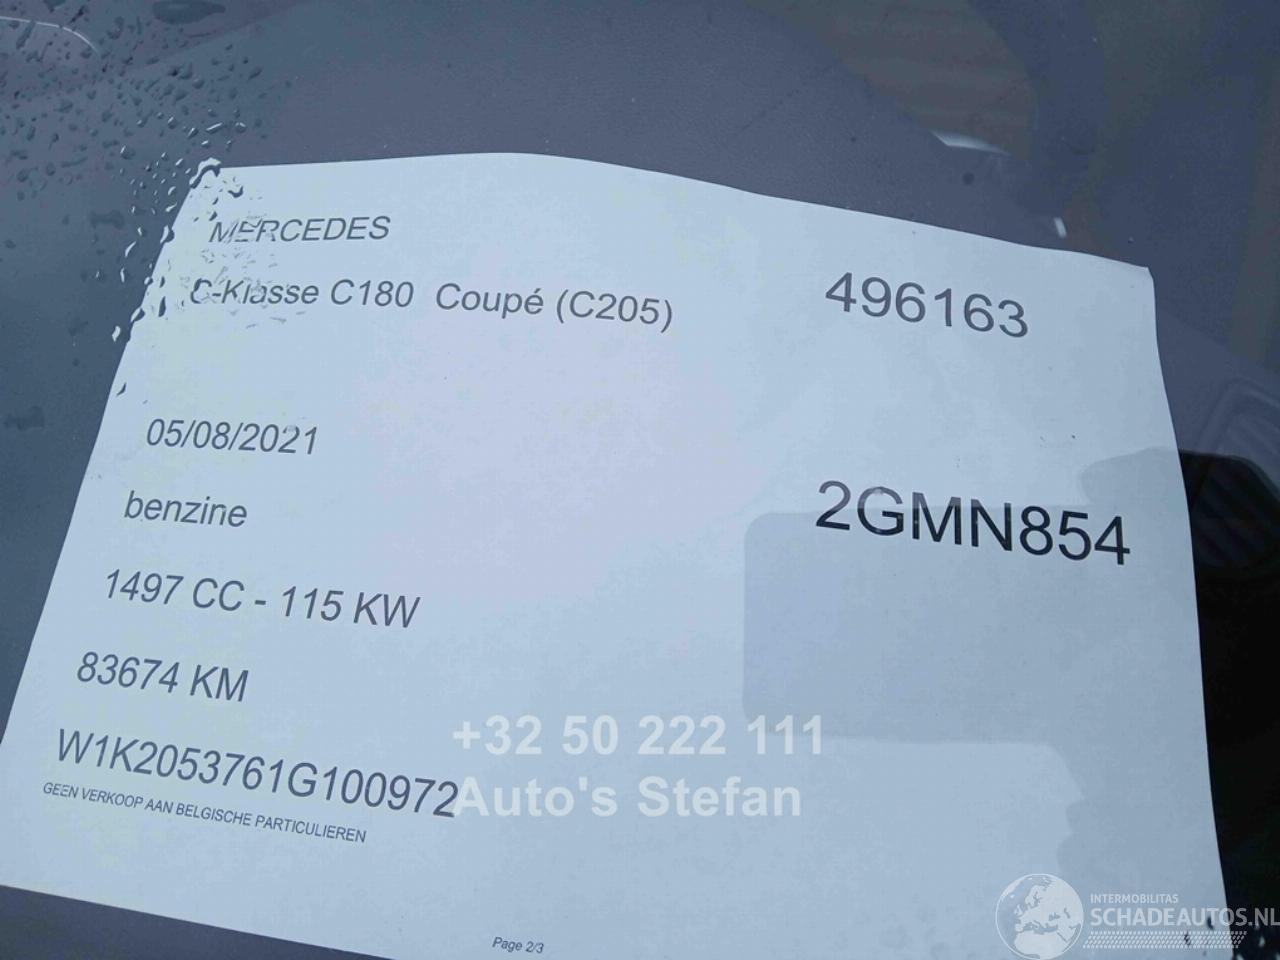 MERCEDES
C-Klasse C180 Coupé (C205)
496163
05/08/2021
benzine
2GMN854
1497 CC - 115 KW
83674 KM
W1K2053761G100972
GEEN VERKOOP AAN BELGISCHE PARTICULIEREN
+32 50 222 111
Auto's Stefan
Page 2/3
INTERMOBILITAS
SCHADEAUTOS.NL